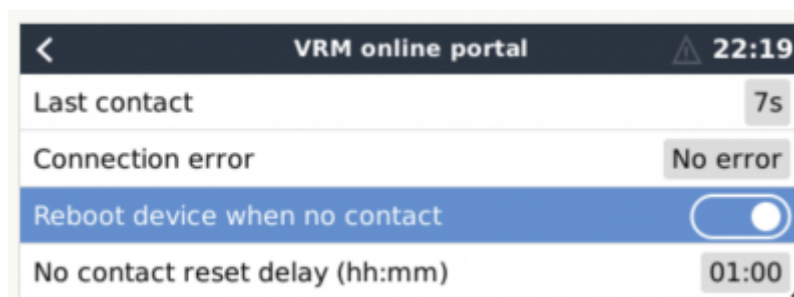 VRM online portal 22:19
Last contact 7s
Connection error No error
Reboot device when no contact
No contact reset delay (hh:mm) 01:00